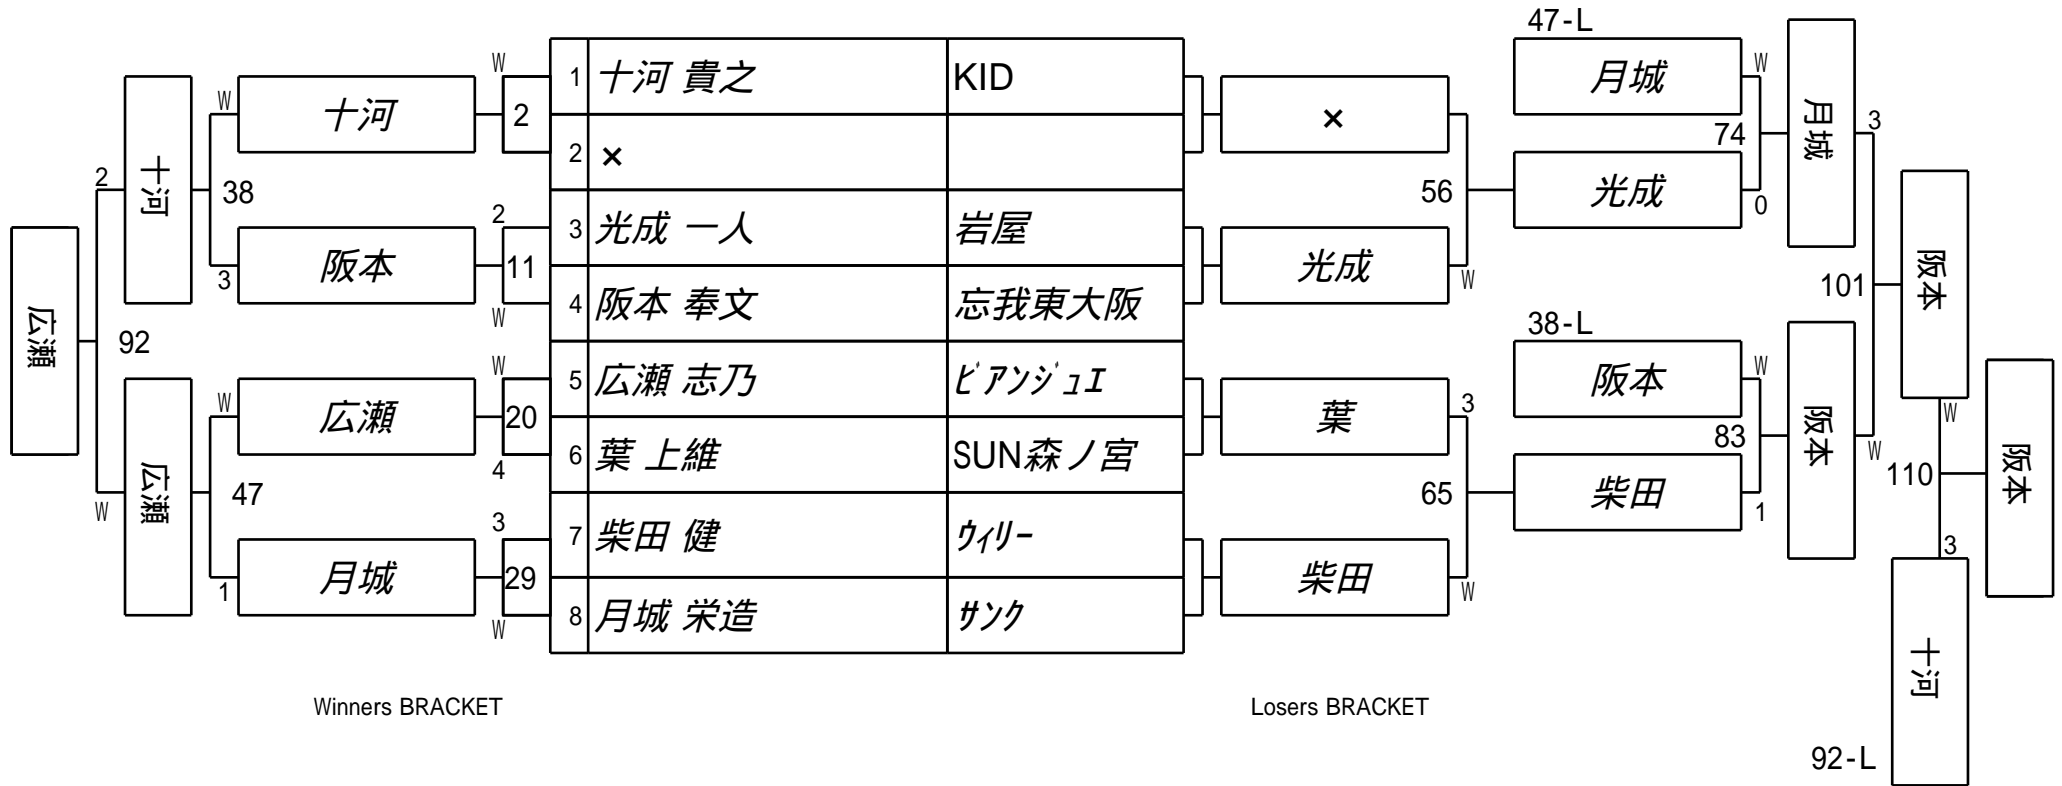 47-L
W 1 十河 貴之 KID 月城 W
W 十河 2 × 月城 3
2 × 74
2 十河 38 56 光成 0
2 3 光成 一人 岩屋 阪本
3 阪本 11 光成 W
W 4 阪本 奉文 忘我東大阪 101
広瀬 92 38-L
W 5 広瀬 志乃 ピアンジュエ 阪本 W
W 広瀬 20 葉 3 阪本 W
4 6 葉 上維 SUN森ノ宮 83 W 110 阪本
W 広瀬 47 65 柴田 1
3 7 柴田 健 ウィリー 3
1 月城 29 柴田 W
W 8 月城 栄造 サンク
十河
Winners BRACKET Losers BRACKET
92-L